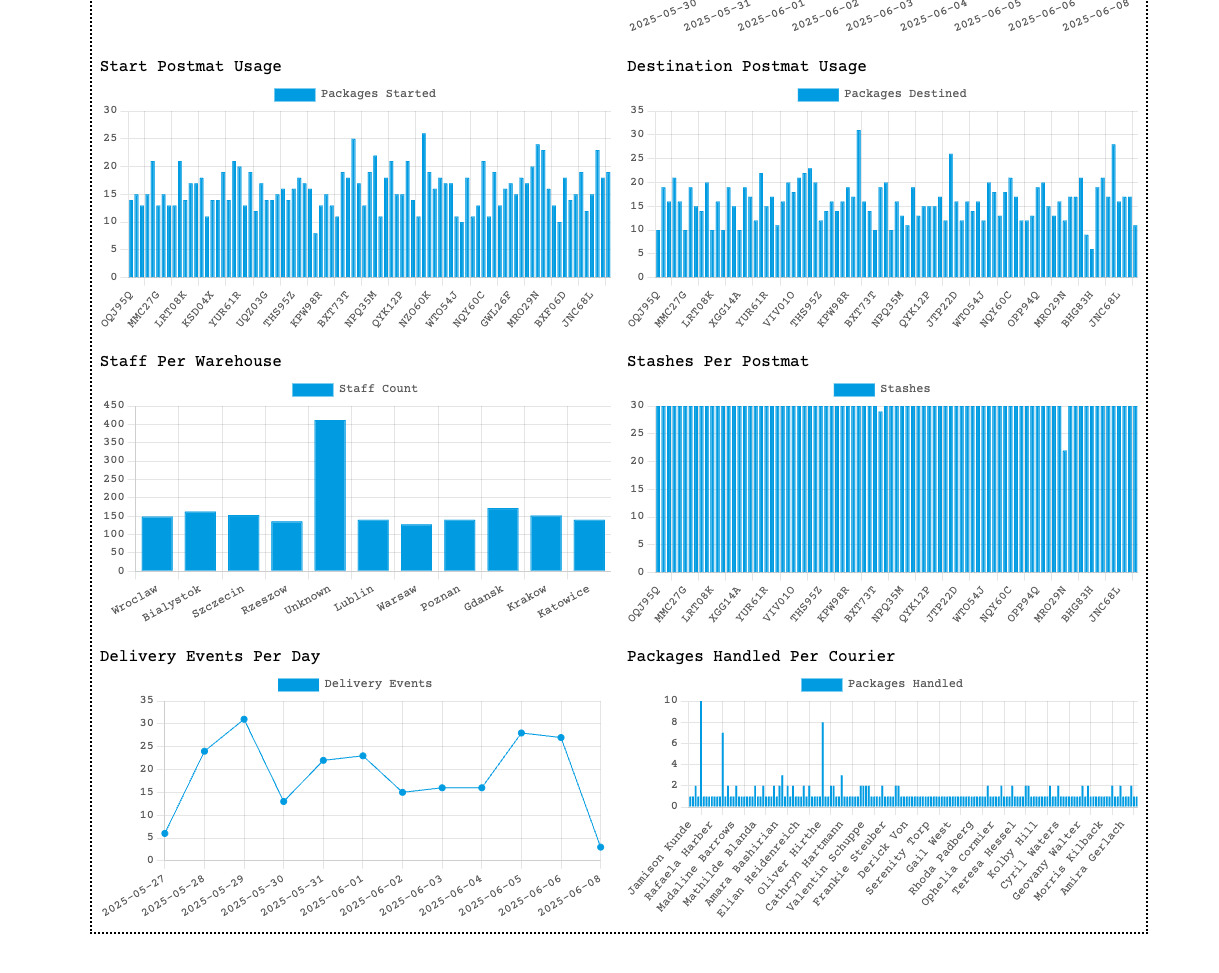 2025-05-30 2025-05-31 2025-06-01 2025-06-02 2025-06-03 2025-06-04 2025-06-05 2025-06-06 2025-06-08
Start Postmat Usage
Packages Started
30
25
20
15
10
5
0
OQJ95Q MMC27G LRT08K KSD04X YUR61R UQZ03G THS95Z KPW98R BXT73T NPQ35M QYK12P NZO60K WTO54J NQY60C GWL26F MRO29N BXF06D JNC68L
Destination Postmat Usage
Packages Destined
35
30
25
20
15
10
5
0
OQJ95Q MMC27G LRT08K XGG14A YUR61R VIV01O THS95Z KPW98R BXT73T NPQ35M QYK12P JTP22D WTO54J NQY60C OPP94Q MRO29N BHG83H JNC68L
Staff Per Warehouse
Staff Count
450
400
350
300
250
200
150
100
50
0
Wroclaw Bialystok Szczecin Rzeszow Unknown Lublin Warsaw Poznan Gdansk Krakow Katowice
Stashes Per Postmat
Stashes
30
25
20
15
10
5
0
OQJ95Q MMC27G LRT08K XGG14A YUR61R VIV01O THS95Z KPW98R BXT73T NPQ35M QYK12P JTP22D WTO54J NQY60C OPP94Q MRO29N BHG83H JNC68L
Delivery Events Per Day
Delivery Events
35
30
25
20
15
10
5
0
2025-05-27 2025-05-28 2025-05-29 2025-05-30 2025-05-31 2025-06-01 2025-06-02 2025-06-03 2025-06-04 2025-06-05 2025-06-06 2025-06-08
Packages Handled Per Courier
Packages Handled
10
8
6
4
2
0
Jamison Kunde Rafaela Harber Madaline Barrows Mathilde Blanda Amara Bashirian Elian Heidenreich Oliver Hirthe Cathryn Hartmann Valentin Schuppe Frankie Steuber Derick Von Serenity Torp Gail West Rhoda Padberg Ophelia Cormier Teresa Hessel Kolby Hill Cyril Waters Geovany Walter Morris Kilback Amira Gerlach